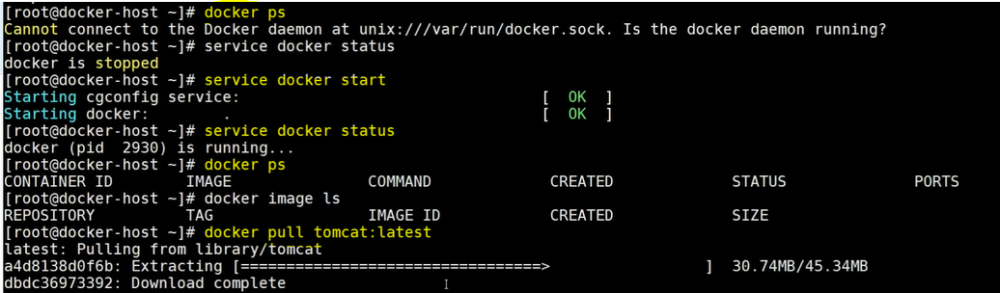 [root@docker-host ~]# docker ps
Cannot connect to the Docker daemon at unix:///var/run/docker.sock. Is the docker daemon running?
[root@docker-host ~]# service docker status
docker is stopped
[root@docker-host ~]# service docker start
Starting cgconfig service:                                 [  OK  ]
Starting docker:        .                                  [  OK  ]
[root@docker-host ~]# service docker status
docker (pid  2930) is running...
[root@docker-host ~]# docker ps
CONTAINER ID        IMAGE               COMMAND             CREATED             STATUS              PORTS
[root@docker-host ~]# docker image ls
REPOSITORY          TAG                 IMAGE ID            CREATED             SIZE
[root@docker-host ~]# docker pull tomcat:latest
latest: Pulling from library/tomcat
a4d8138d0f6b: Extracting [=================================>                 ]  30.74MB/45.34MB
dbdc36973392: Download complete